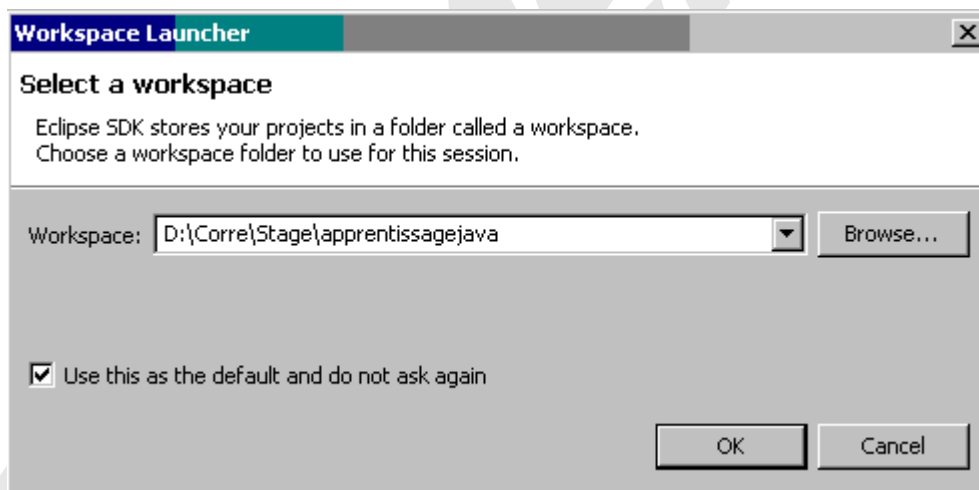 Workspace Launcher
Select a workspace
Eclipse SDK stores your projects in a folder called a workspace.
Choose a workspace folder to use for this session.
Workspace: D:\Corre\Stage\apprentissagejava Browse...
Use this as the default and do not ask again
OK Cancel